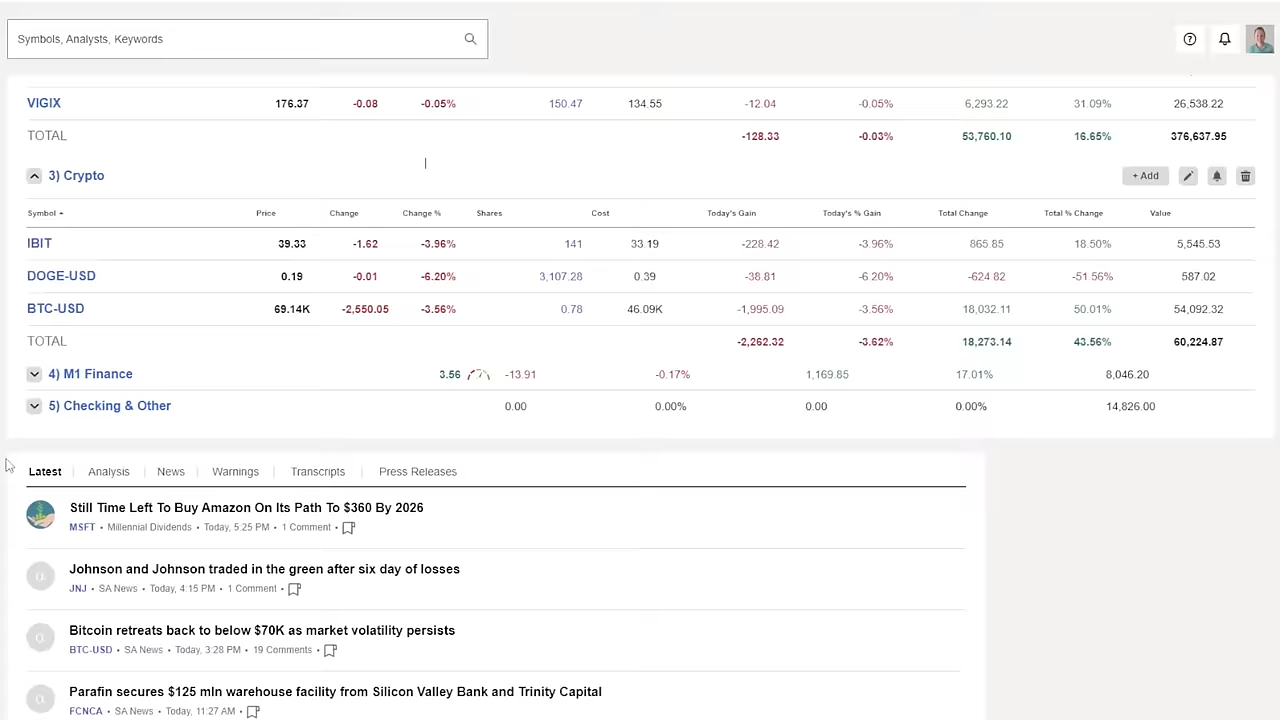 Symbols, Analysts, Keywords
VIGIX 176.37 -0.08 -0.05% 150.47 134.55 -12.04 -0.05% 6,293.22 31.09% 26,538.22
TOTAL -128.33 -0.03% 53,760.10 16.65% 376,637.95
3) Crypto + Add
Symbol Price Change Change % Shares Cost Today's Gain Today's % Gain Total Change Total % Change Value
IBIT 39.33 -1.62 -3.96% 141 33.19 -228.42 -3.96% 865.85 18.50% 5,545.53
DOGE-USD 0.19 -0.01 -6.20% 3,107.28 0.39 -38.81 -6.20% -624.82 -51.56% 587.02
BTC-USD 69.14K -2,550.05 -3.56% 0.78 46.09K -1,995.09 -3.56% 18,032.11 50.01% 54,092.32
TOTAL -2,262.32 -3.62% 18,273.14 43.56% 60,224.87
4) M1 Finance 3.56 -13.91 -0.17% 1,169.85 17.01% 8,046.20
5) Checking & Other 0.00 0.00% 0.00 0.00% 14,826.00
Latest Analysis News Warnings Transcripts Press Releases
Still Time Left To Buy Amazon On Its Path To $360 By 2026
MSFT • Millennial Dividends • Today, 5:25 PM • 1 Comment •
Johnson and Johnson traded in the green after six day of losses
JNJ • SA News • Today, 4:15 PM • 1 Comment •
Bitcoin retreats back to below $70K as market volatility persists
BTC-USD • SA News • Today, 3:28 PM • 19 Comments •
Parafin secures $125 mln warehouse facility from Silicon Valley Bank and Trinity Capital
FCNCA • SA News • Today, 11:27 AM •